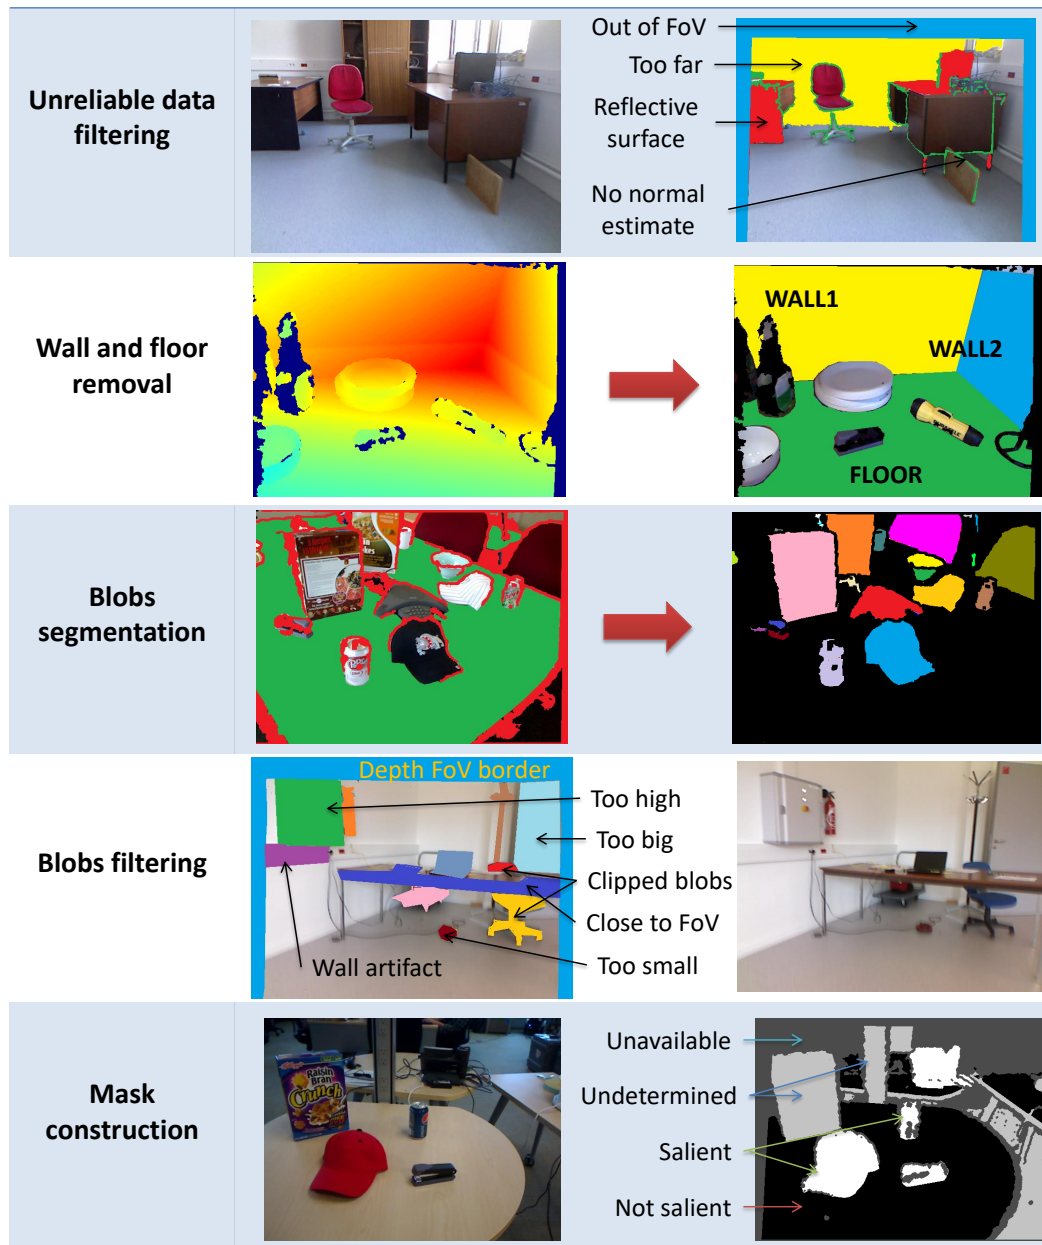 Unreliable data
filtering
Out of FoV
Too far
Reflective
surface
No normal
estimate
Wall and floor
removal
WALL1
WALL2
FLOOR
Blobs
segmentation
Blobs filtering
Depth FoV border
Too high
Too big
Clipped blobs
Close to FoV
Too small
Wall artifact
Mask
construction
Raisin
Bran
Crunch
Unavailable
Undetermined
Salient
Not salient